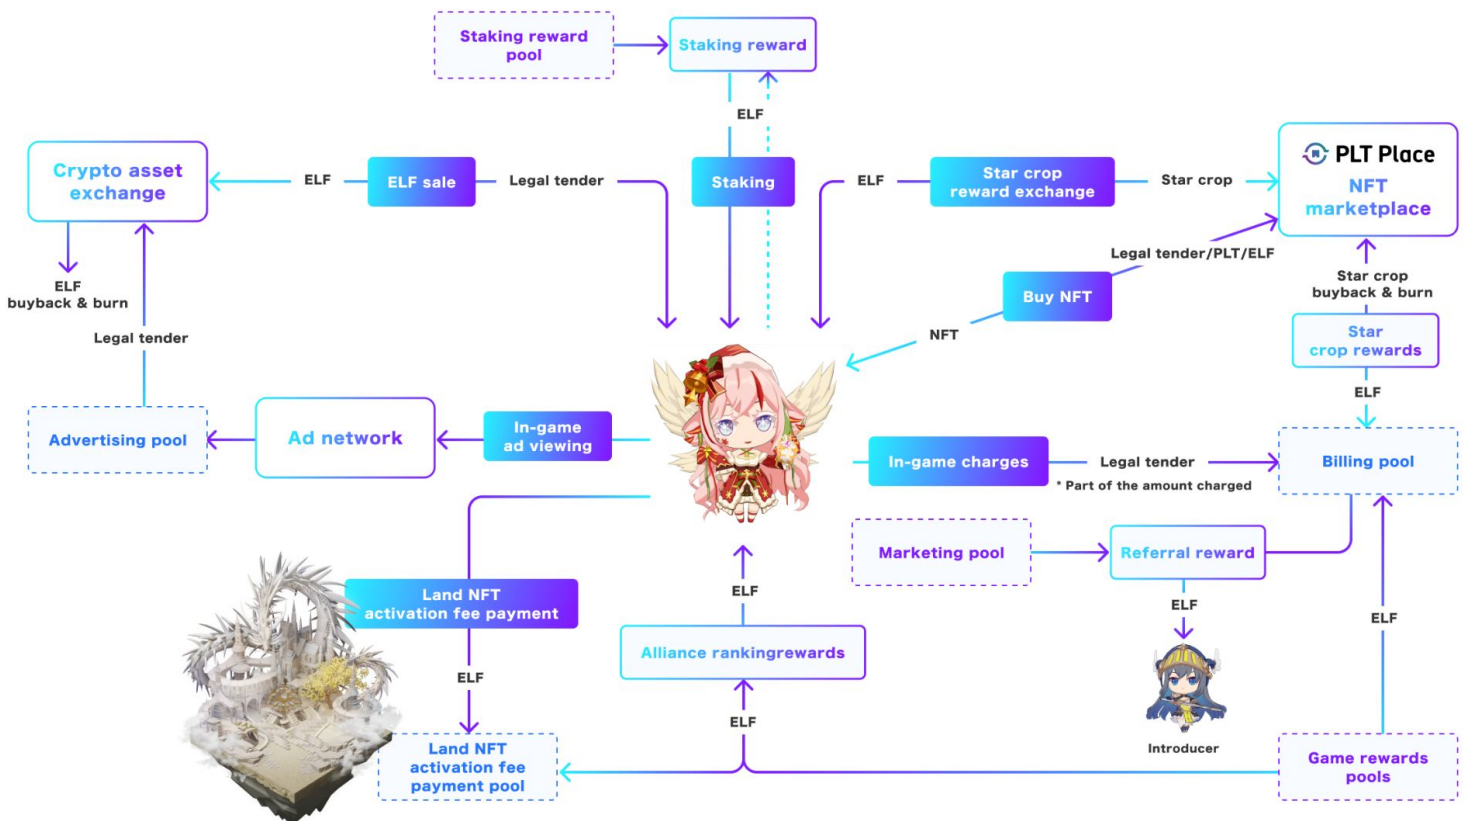 Staking reward
pool
Staking reward
ELF
Crypto asset
exchange
ELF
ELF sale
Legal tender
Staking
ELF
Star crop
reward exchange
Star crop
PLT Place
NFT
marketplace
Legal tender/PLT/ELF
ELF
buyback & burn
Buy NFT
Star crop
buyback & burn
Legal tender
NFT
Star
crop rewards
ELF
Advertising pool
Ad network
In-game
ad viewing
In-game charges
Legal tender
* Part of the amount charged
Billing pool
Marketing pool
Referral reward
Land NFT
activation fee payment
ELF
ELF
ELF
Alliance rankingrewards
ELF
ELF
Introducer
Land NFT
activation fee
payment pool
Game rewards
pools